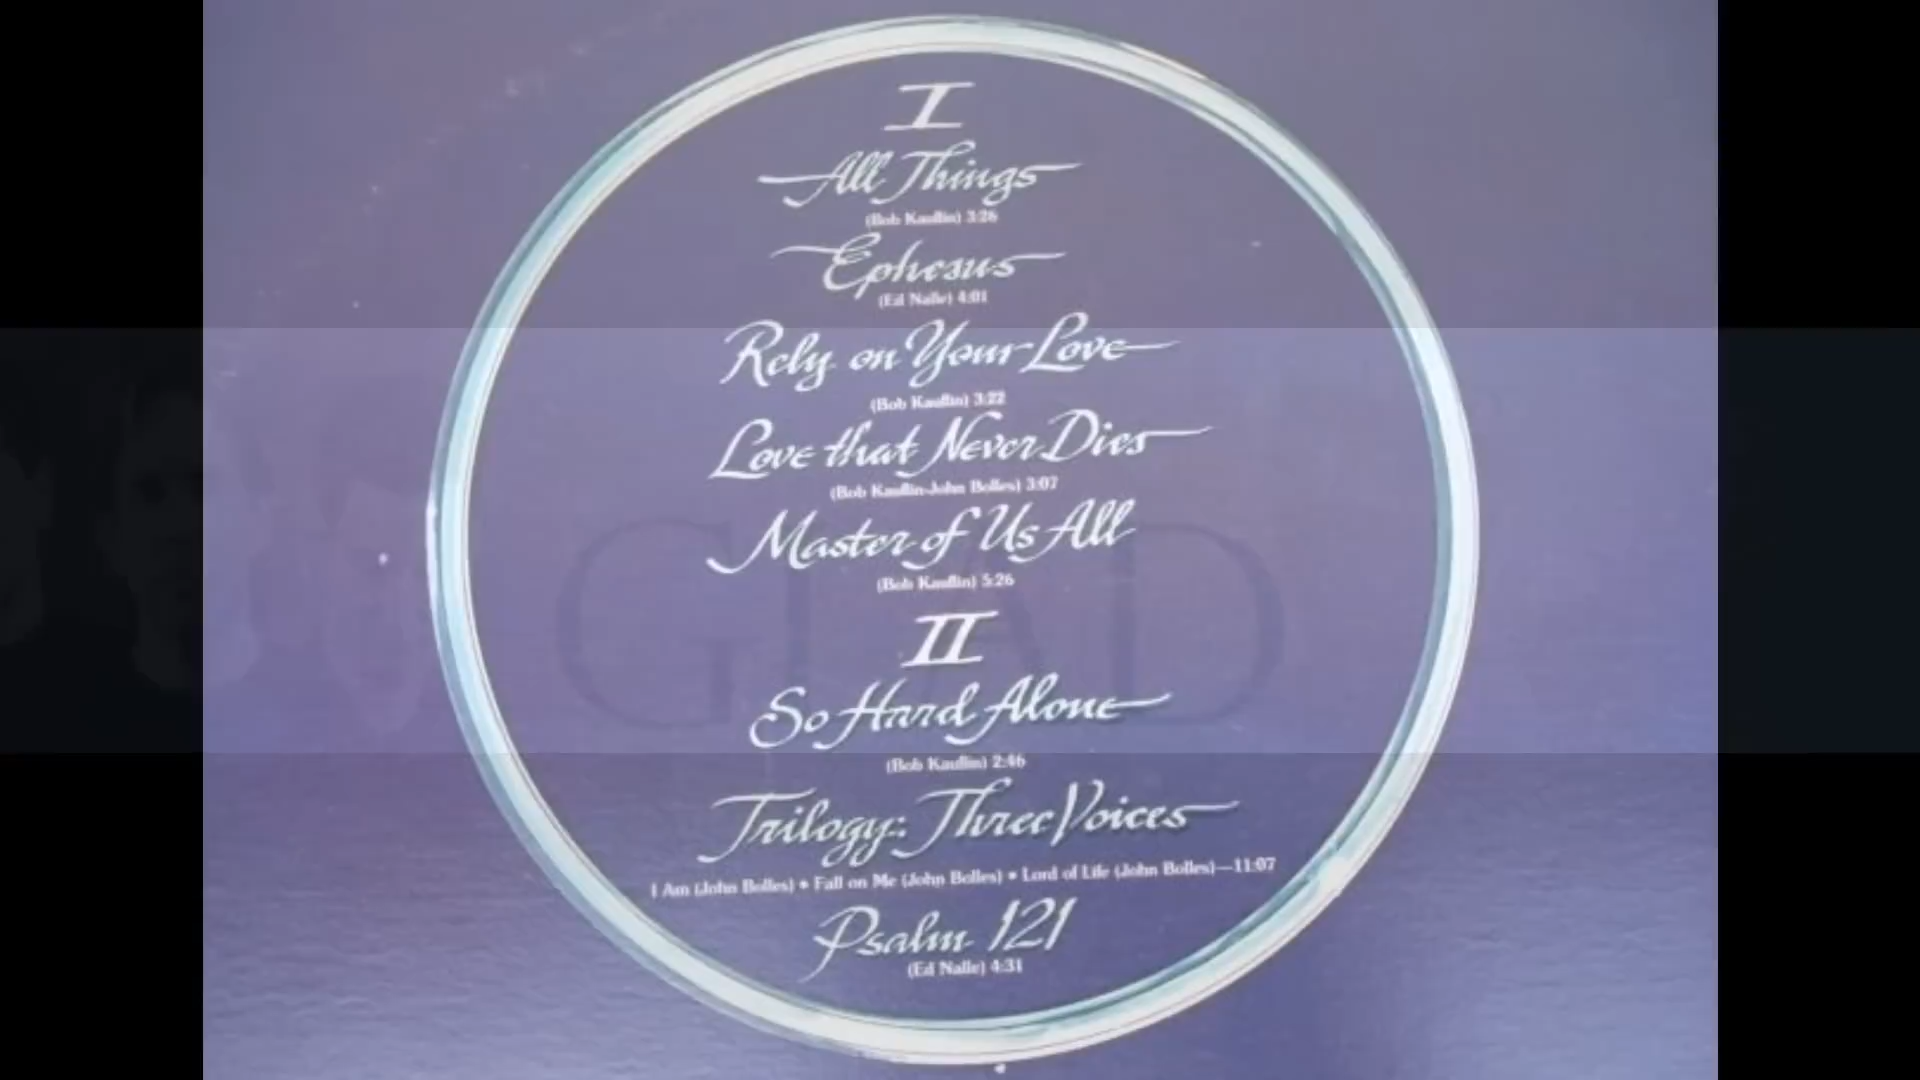 I
All Things
(Bob Kauflin) 3:26
Ephesus
(Ed Nalle) 4:01
Rely on Your Love
(Bob Kauflin) 3:22
Love that Never Dies
(Bob Kauflin-John Bolles) 3:07
Master of Us All
(Bob Kauflin) 5:26
GLAD
II
So Hard Alone
(Bob Kauflin) 2:46
Trilogy: Three Voices
I Am (John Bolles) • Fall on Me (John Bolles) • Lord of Life (John Bolles)—11:07
Psalm 121
(Ed Nalle) 4:31